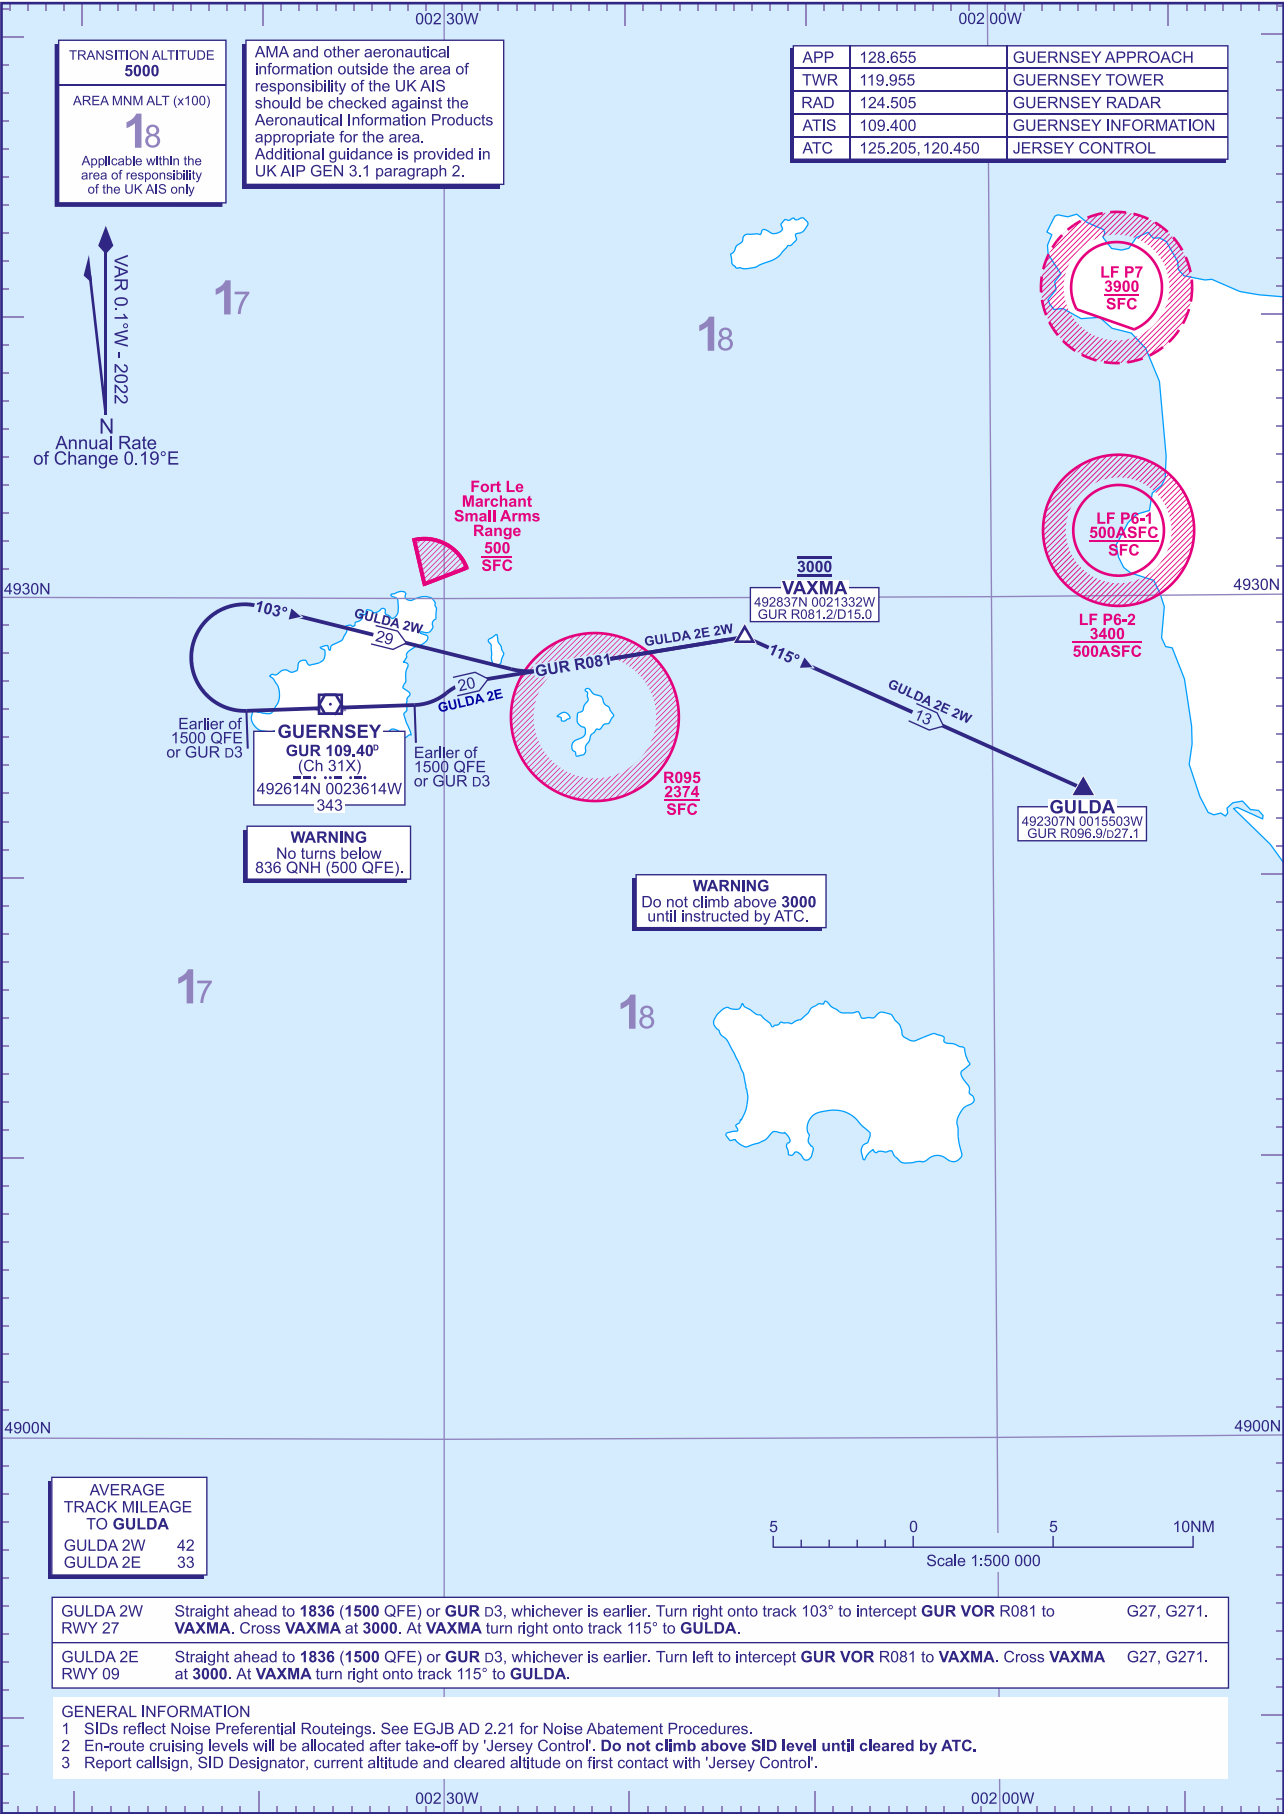 002 30W
002 00W
TRANSITION ALTITUDE
5000
AREA MNM ALT (x100)
18
Applicable within the
area of responsibility
of the UK AIS only
AMA and other aeronautical
information outside the area of
responsibility of the UK AIS
should be checked against the
Aeronautical Information Products
appropriate for the area.
Additional guidance is provided in
UK AIP GEN 3.1 paragraph 2.
APP 128.655 GUERNSEY APPROACH
TWR 119.955 GUERNSEY TOWER
RAD 124.505 GUERNSEY RADAR
ATIS 109.400 GUERNSEY INFORMATION
ATC 125.205, 120.450 JERSEY CONTROL
VAR 0.1°W - 2022
N
Annual Rate
of Change 0.19°E
17
18
LF P7
3900
SFC
Fort Le
Marchant
Small Arms
Range
500
SFC
LF P6-1
500ASFC
SFC
LF P6-2
3400
500ASFC
4930N
4930N
3000
VAXMA
492837N 0021332W
GUR R081.2/D15.0
103°
GULDA 2W
29
GUR R081
GULDA 2E 2W
115°
20
GULDA 2E
GULDA 2E 2W
13
Earlier of
1500 QFE
or GUR D3
GUERNSEY
GUR 109.40D
(Ch 31X)
492614N 0023614W
343
Earlier of
1500 QFE
or GUR D3
R095
2374
SFC
GULDA
492307N 0015503W
GUR R096.9/D27.1
WARNING
No turns below
836 QNH (500 QFE).
WARNING
Do not climb above 3000
until instructed by ATC.
17
18
4900N
4900N
AVERAGE
TRACK MILEAGE
TO GULDA
GULDA 2W 42
GULDA 2E 33
5 0 5 10NM
Scale 1:500 000
GULDA 2W Straight ahead to 1836 (1500 QFE) or GUR D3, whichever is earlier. Turn right onto track 103° to intercept GUR VOR R081 to G27, G271.
RWY 27 VAXMA. Cross VAXMA at 3000. At VAXMA turn right onto track 115° to GULDA.
GULDA 2E Straight ahead to 1836 (1500 QFE) or GUR D3, whichever is earlier. Turn left to intercept GUR VOR R081 to VAXMA. Cross VAXMA G27, G271.
RWY 09 at 3000. At VAXMA turn right onto track 115° to GULDA.
GENERAL INFORMATION
1 SIDs reflect Noise Preferential Routeings. See EGJB AD 2.21 for Noise Abatement Procedures.
2 En-route cruising levels will be allocated after take-off by 'Jersey Control'. Do not climb above SID level until cleared by ATC.
3 Report callsign, SID Designator, current altitude and cleared altitude on first contact with 'Jersey Control'.
002 30W
002 00W